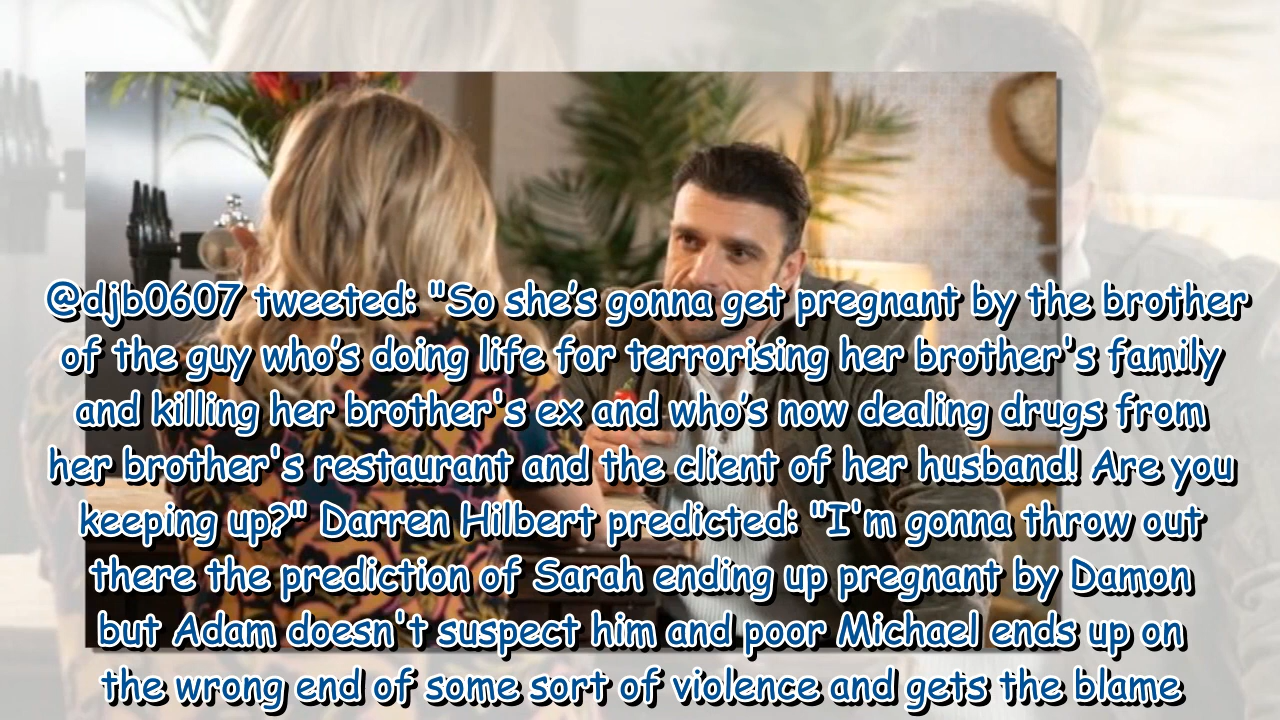 @djb0607 tweeted: "So she’s gonna get pregnant by the brother
of the guy who’s doing life for terrorising her brother's family
and killing her brother's ex and who’s now dealing drugs from
her brother's restaurant and the client of her husband! Are you
keeping up?" Darren Hilbert predicted: "I'm gonna throw out
there the prediction of Sarah ending up pregnant by Damon
but Adam doesn't suspect him and poor Michael ends up on
the wrong end of some sort of violence and gets the blame